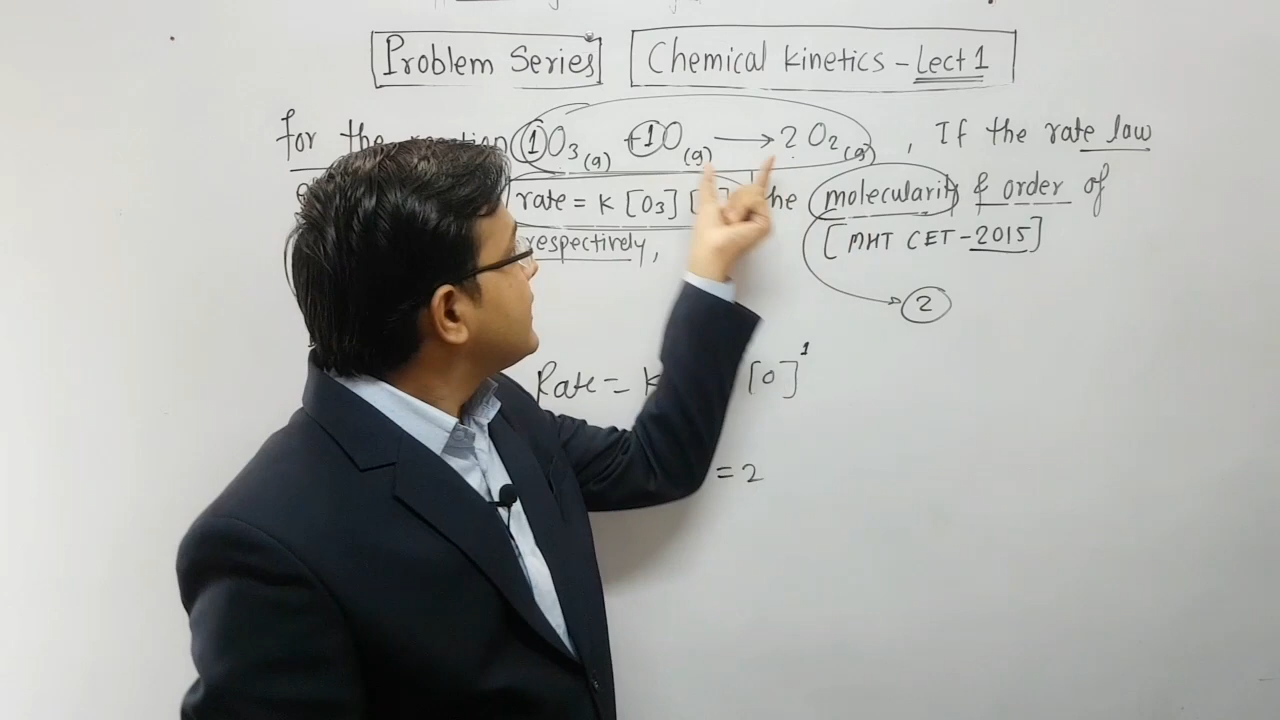 Problem Series
Chemical kinetics - Lect 1
for the 1O3(g) + 1O(g) → 2O2(g), If the rate law
rate = K [O3] [ ] the molecularity & order of
respectively, [MHT CET - 2015]
2
Rate = K [O]¹
= 2